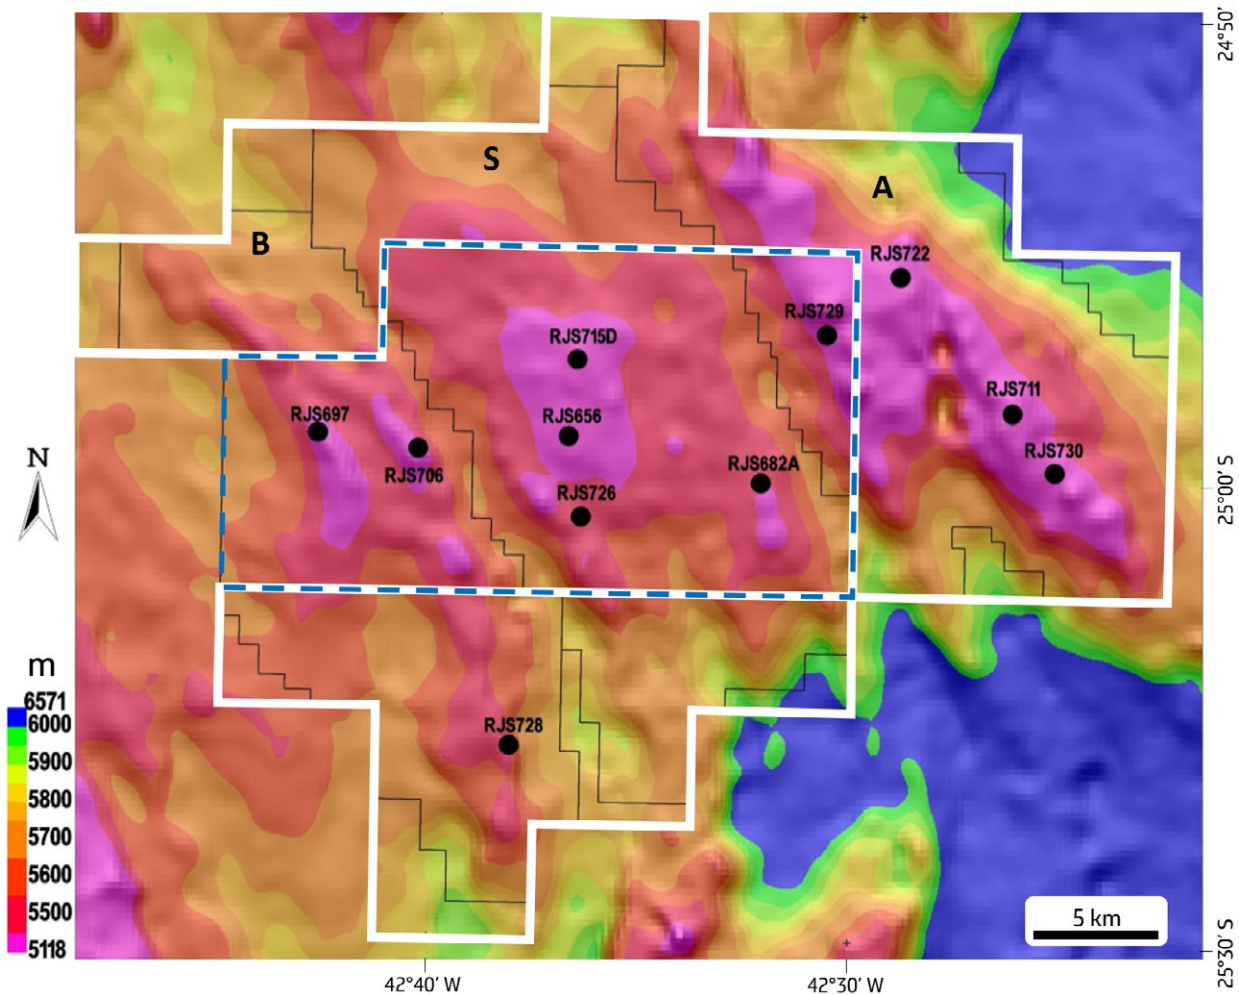 24°50'
S
A
B
RJS722
RJS729
RJS715D
RJS711
RJS697
RJS656
RJS730
RJS706
RJS682A
N
RJS726
25°00' S
m
6571
6000
5900
5800
5700
5600
5500
5118
RJS728
5 km
25°30' S
42°40' W
42°30' W